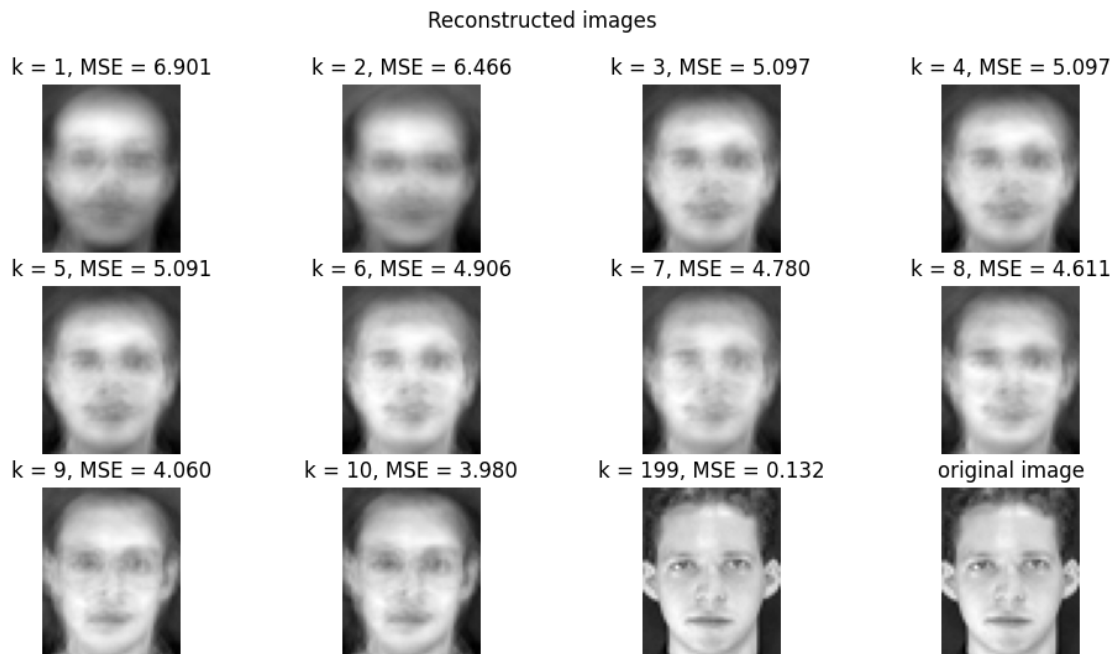 Reconstructed images
k = 1, MSE = 6.901
k = 2, MSE = 6.466
k = 3, MSE = 5.097
k = 4, MSE = 5.097
k = 5, MSE = 5.091
k = 6, MSE = 4.906
k = 7, MSE = 4.780
k = 8, MSE = 4.611
k = 9, MSE = 4.060
k = 10, MSE = 3.980
k = 199, MSE = 0.132
original image